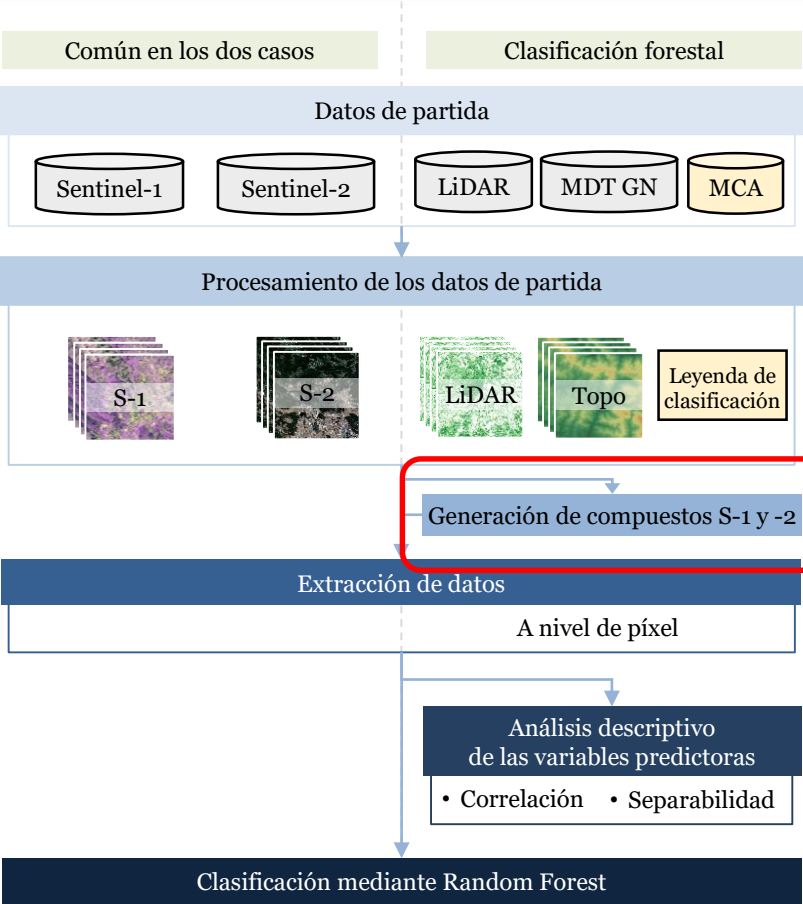 Común en los dos casos
Clasificación forestal
Datos de partida
Sentinel-1
Sentinel-2
LiDAR
MDT GN
MCA
Procesamiento de los datos de partida
S-1
S-2
LiDAR
Topo
Leyenda de
clasificación
Generación de compuestos S-1 y -2
Extracción de datos
A nivel de píxel
Análisis descriptivo
de las variables predictoras
• Correlación • Separabilidad
Clasificación mediante Random Forest